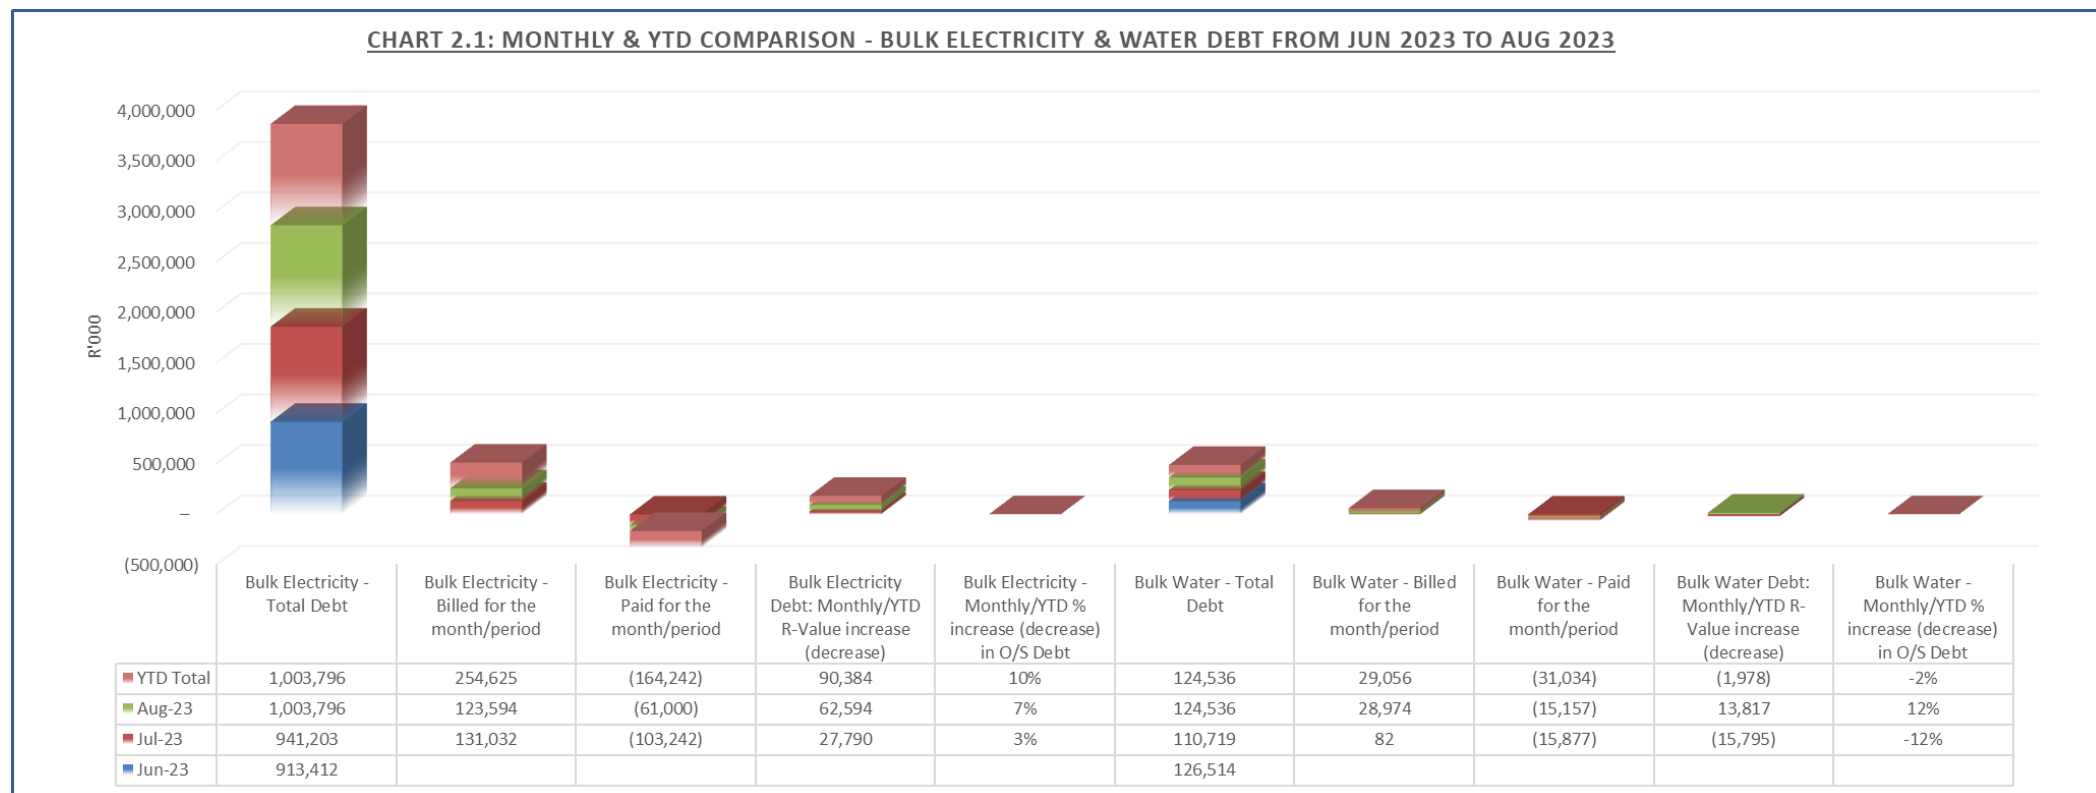 CHART 2.1: MONTHLY & YTD COMPARISON - BULK ELECTRICITY & WATER DEBT FROM JUN 2023 TO AUG 2023
R'000
4,000,000
3,500,000
3,000,000
2,500,000
2,000,000
1,500,000
1,000,000
500,000
–
(500,000)
Bulk Electricity -
Total Debt
Bulk Electricity -
Billed for the
month/period
Bulk Electricity -
Paid for the
month/period
Bulk Electricity
Debt: Monthly/YTD
R-Value increase
(decrease)
Bulk Electricity -
Monthly/YTD %
increase (decrease)
in O/S Debt
Bulk Water - Total
Debt
Bulk Water - Billed
for the
month/period
Bulk Water - Paid
for the
month/period
Bulk Water Debt:
Monthly/YTD R-
Value increase
(decrease)
Bulk Water -
Monthly/YTD %
increase (decrease)
in O/S Debt
YTD Total 1,003,796 254,625 (164,242) 90,384 10% 124,536 29,056 (31,034) (1,978) -2%
Aug-23 1,003,796 123,594 (61,000) 62,594 7% 124,536 28,974 (15,157) 13,817 12%
Jul-23 941,203 131,032 (103,242) 27,790 3% 110,719 82 (15,877) (15,795) -12%
Jun-23 913,412 126,514